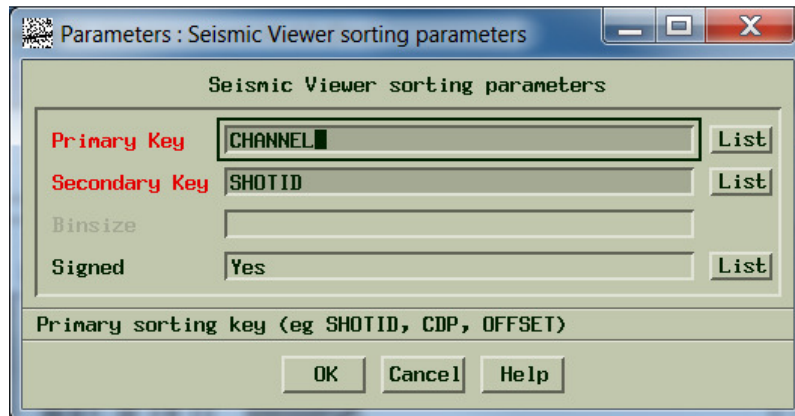 Parameters : Seismic Viewer sorting parameters
Seismic Viewer sorting parameters
Primary Key CHANNEL List
Secondary Key SHOTID List
Binsize
Signed Yes List
Primary sorting key (eg SHOTID, CDP, OFFSET)
OK Cancel Help